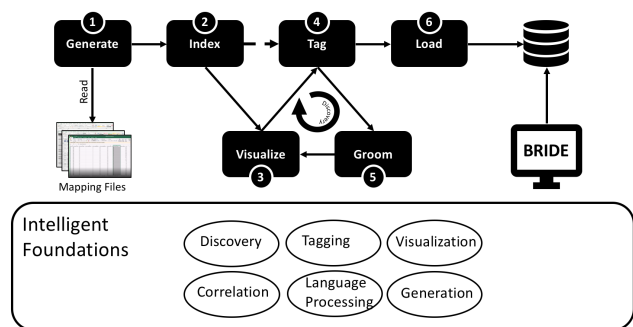 1
2
4
6
Generate
Index
Tag
Load
Read
Discovery
BRIDE
Visualize
Groom
3
5
Mapping Files
Intelligent
Foundations
Discovery
Tagging
Visualization
Correlation
Language
Processing
Generation